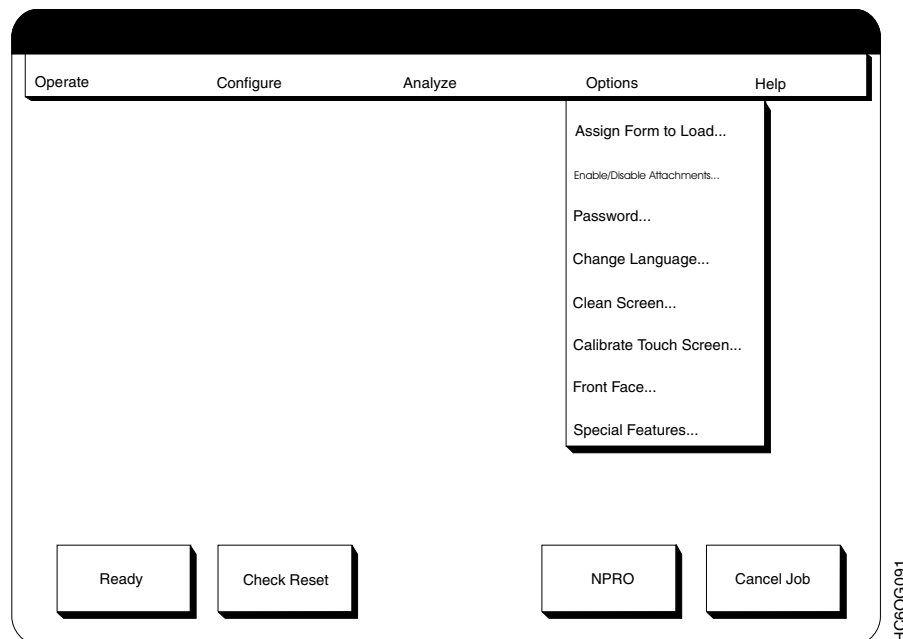 Operate Configure Analyze Options Help
Assign Form to Load...
Enable/Disable Attachments...
Password...
Change Language...
Clean Screen...
Calibrate Touch Screen...
Front Face...
Special Features...
Ready Check Reset NPRO Cancel Job
HC6OG091